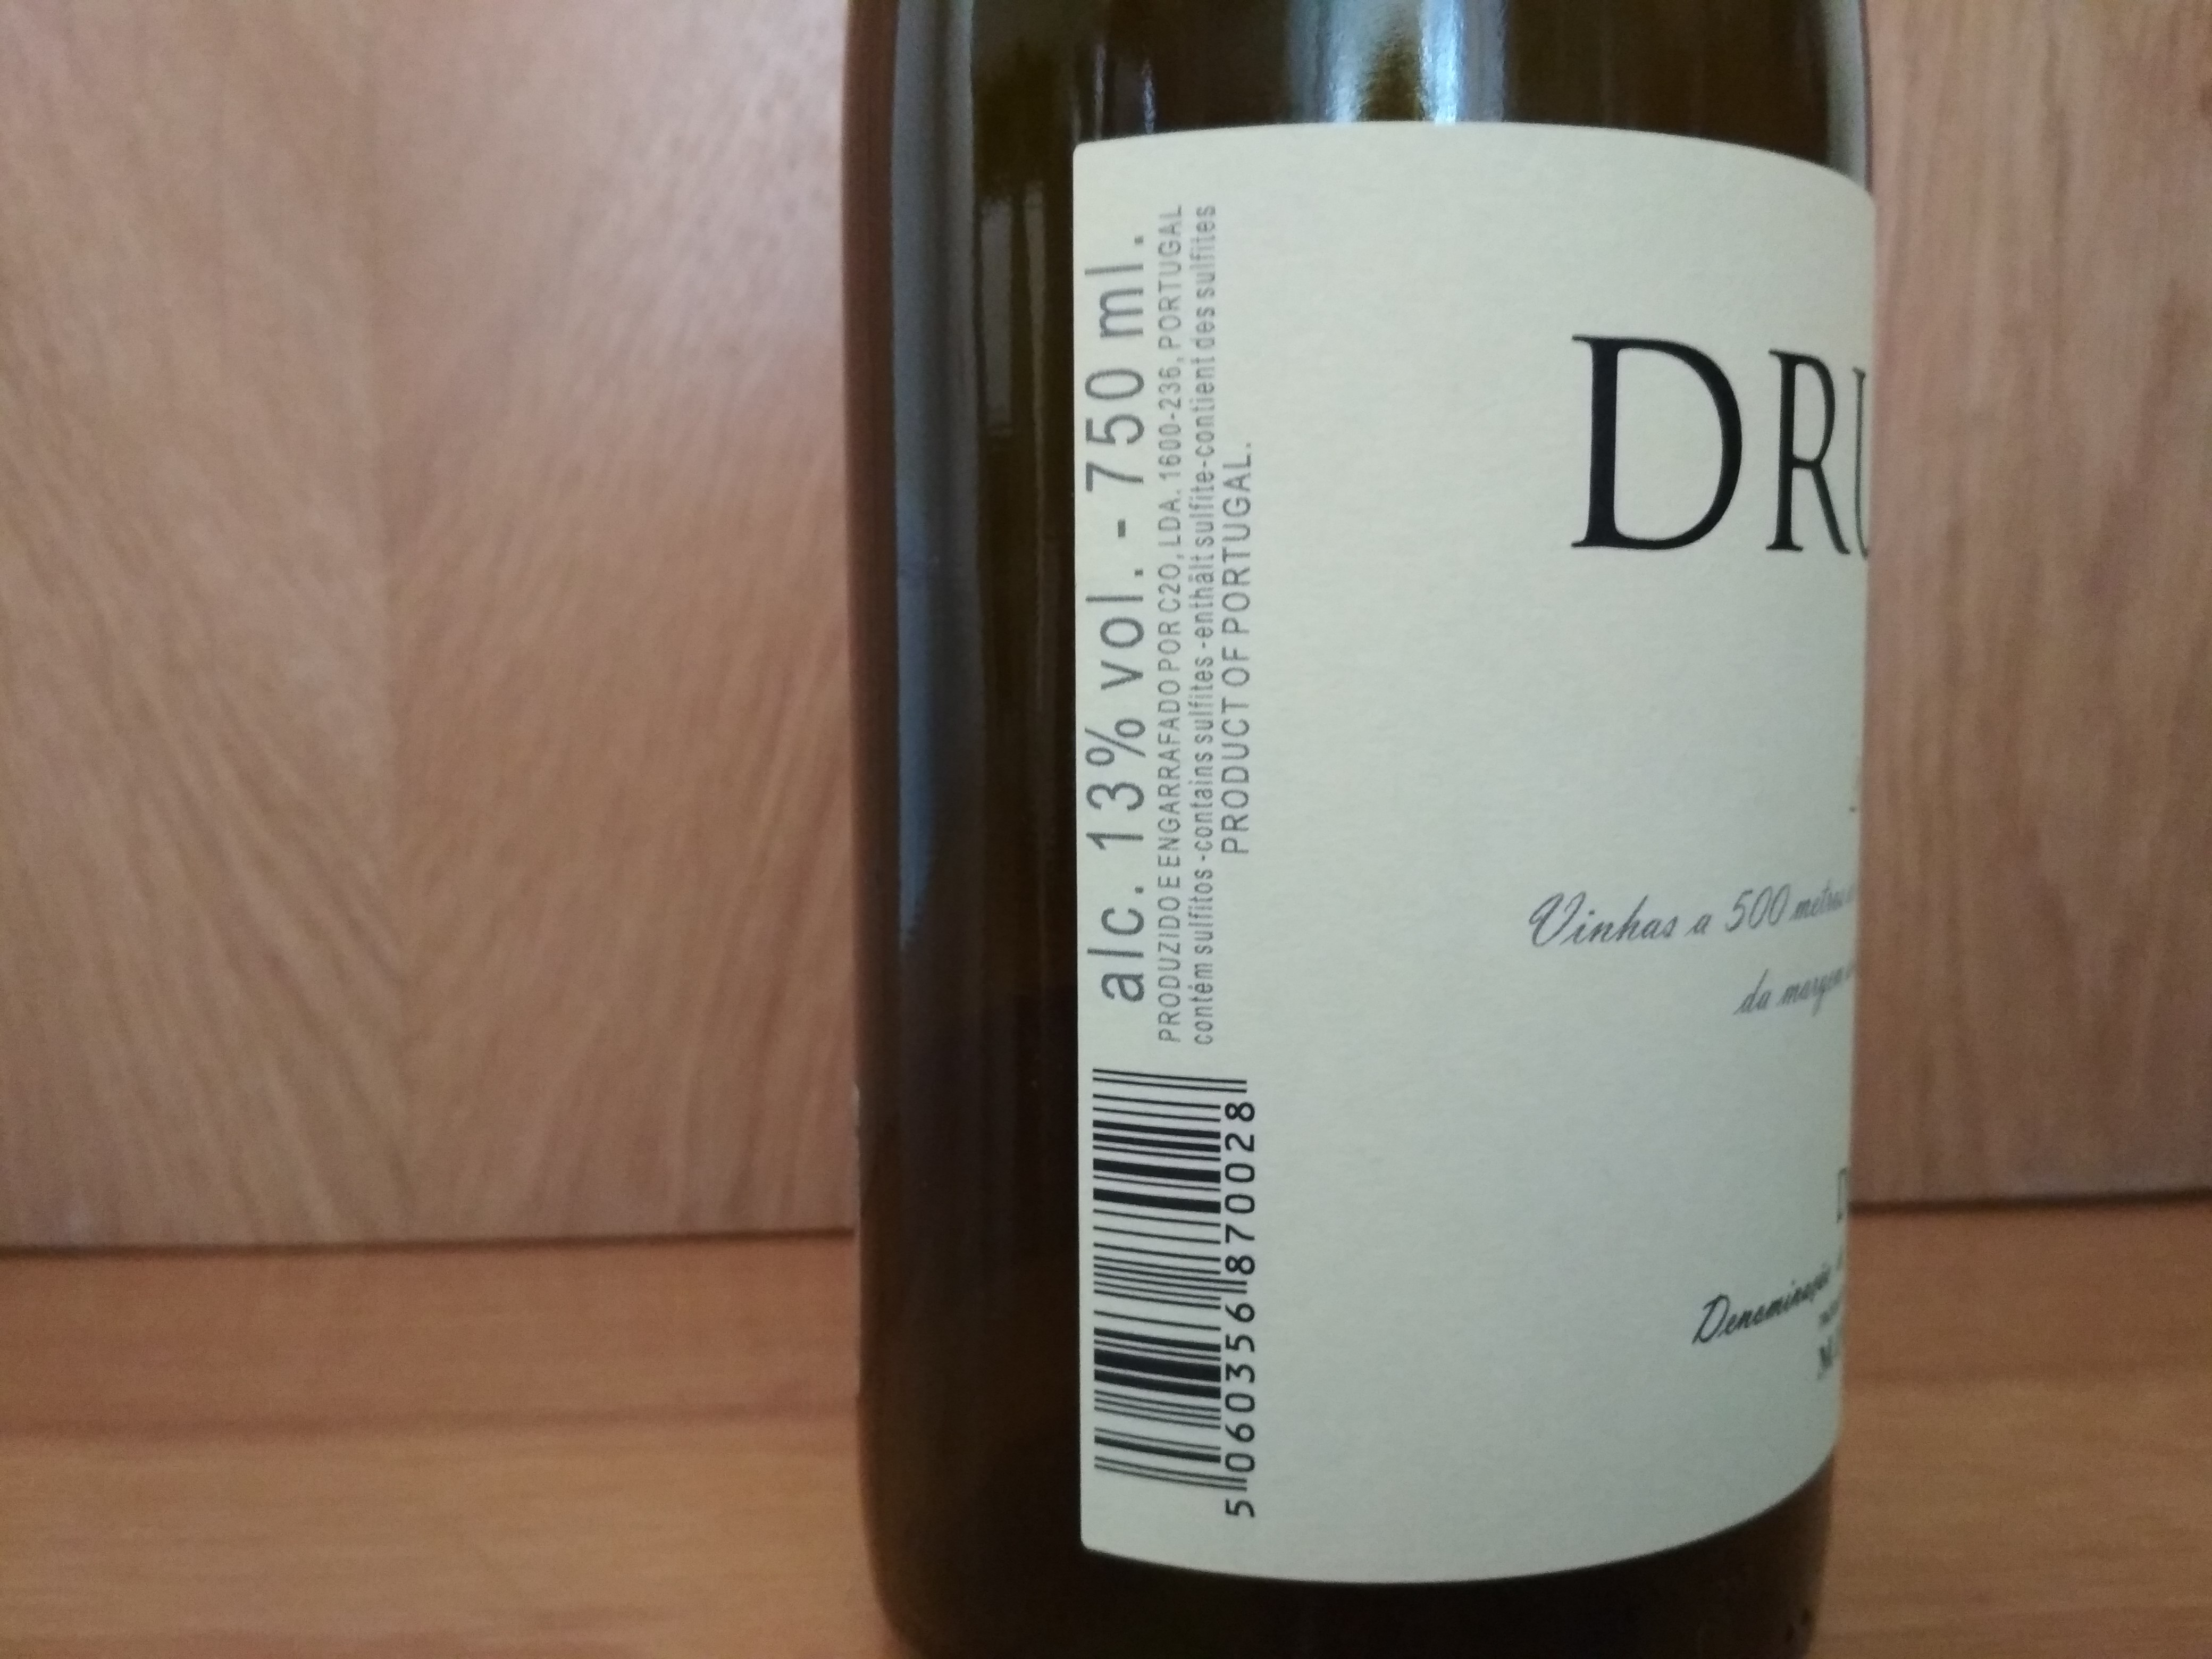 alc. 13% vol. - 750 ml.
PRODUZIDO E ENGARRAFADO POR C2O, LDA. 1600-236, PORTUGAL
contém sulfitos - contains sulfites - enthält sulfite - contient des sulfites
PRODUCT OF PORTUGAL.
5 060356 870028
DRU
Vinhas a 500 metros
da margem
Denominação